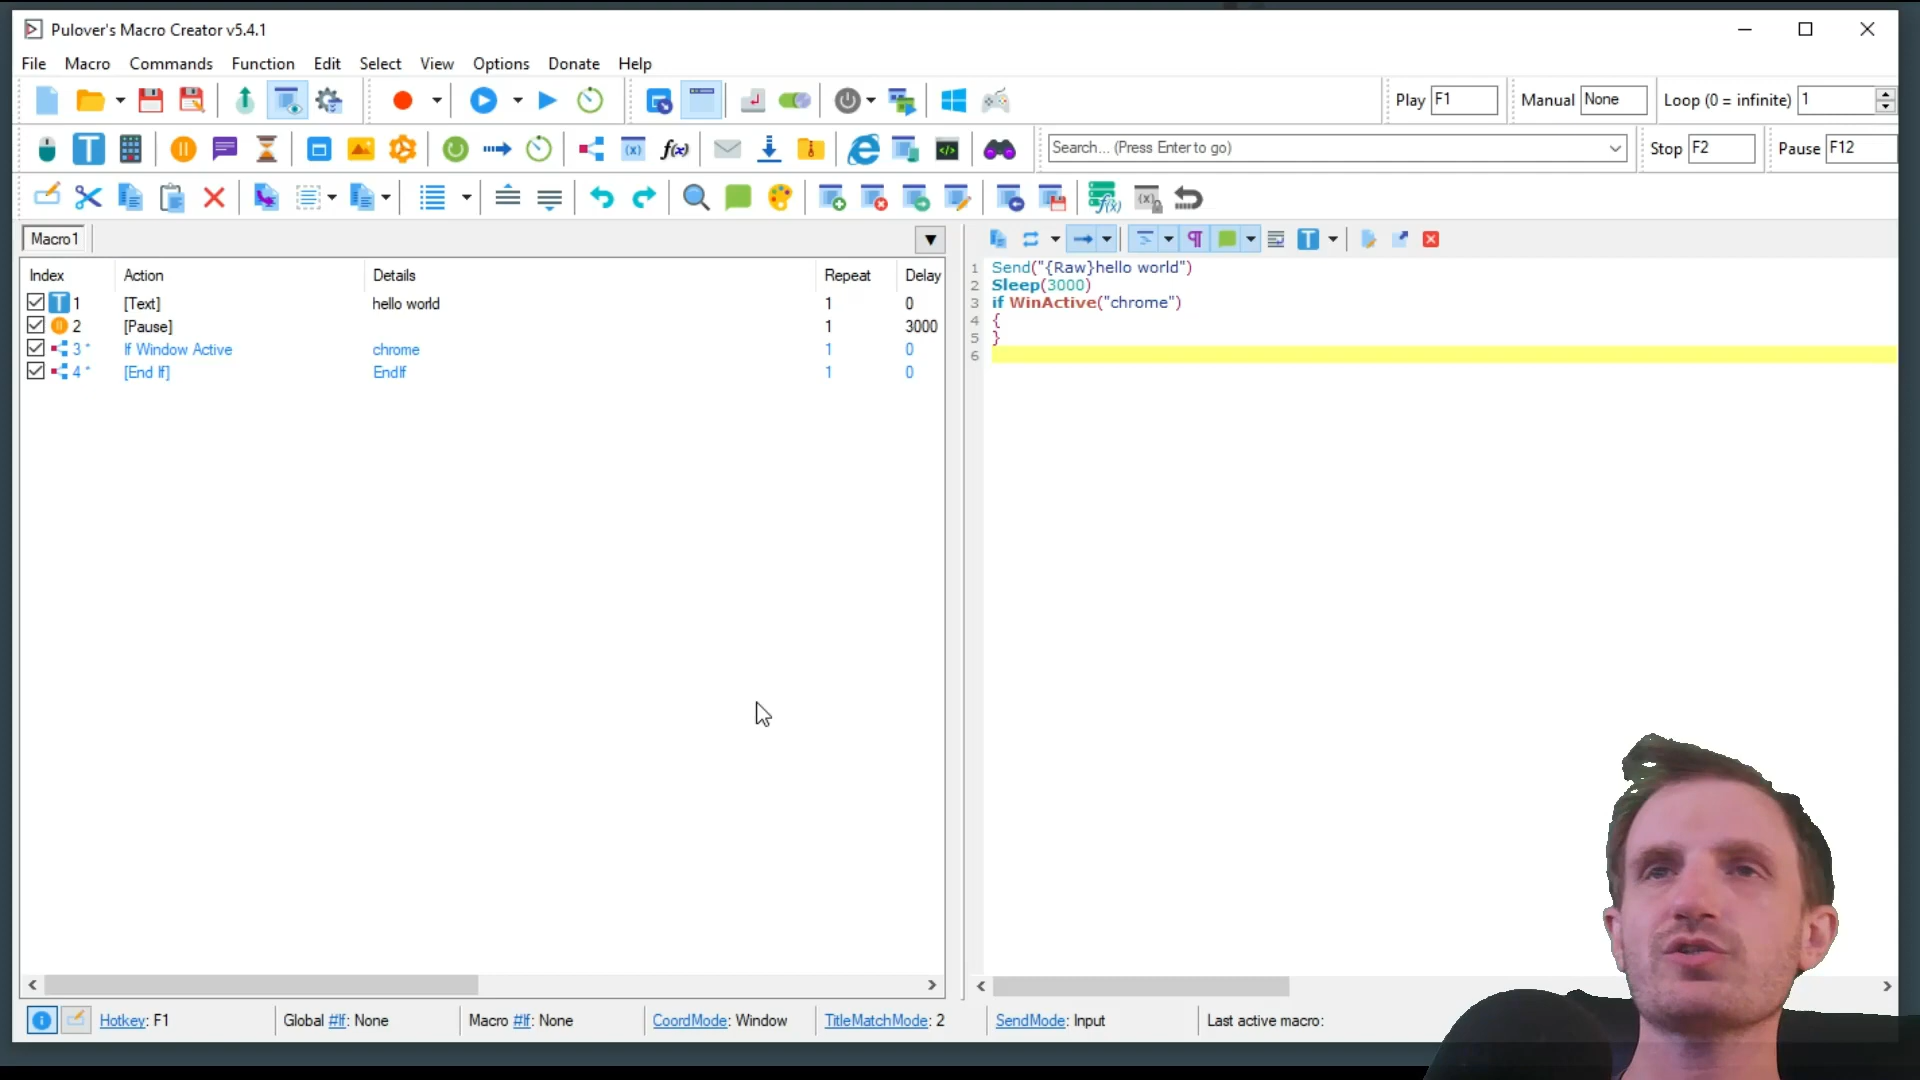 Pulover's Macro Creator v5.4.1
File Macro Commands Function Edit Select View Options Donate Help
Play F1 Manual None Loop (0 = infinite) 1
T (x) f(x) Search... (Press Enter to go) Stop F2 Pause F12
Macro1
Index Action Details Repeat Delay
T 1 [Text] hello world 1 0
2 [Pause] 1 3000
3 * If Window Active chrome 1 0
4 * [End If] EndIf 1 0
1 Send("{Raw}hello world")
2 Sleep(3000)
3 if WinActive("chrome")
4 {
5 }
6
Hotkey: F1 Global #If: None Macro #If: None CoordMode: Window TitleMatchMode: 2 SendMode: Input Last active macro: